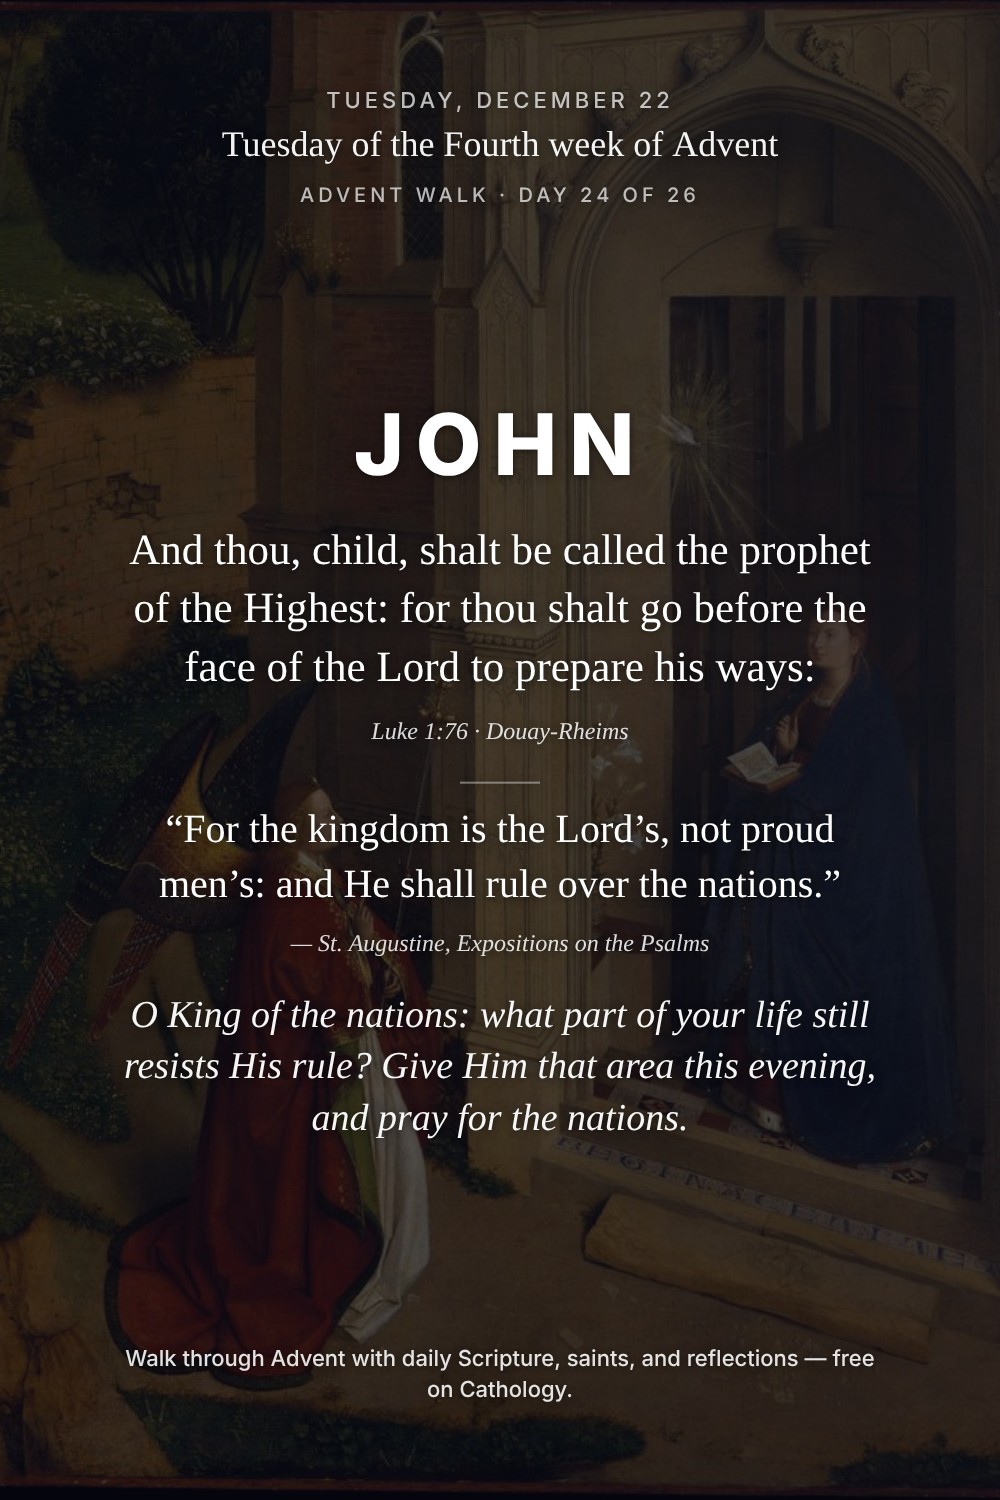 TUESDAY, DECEMBER 22
Tuesday of the Fourth week of Advent
ADVENT WALK · DAY 24 OF 26
JOHN
And thou, child, shalt be called the prophet
of the Highest: for thou shalt go before the
face of the Lord to prepare his ways:
Luke 1:76 · Douay-Rheims
“For the kingdom is the Lord’s, not proud
men’s: and He shall rule over the nations.”
— St. Augustine, Expositions on the Psalms
O King of the nations: what part of your life still
resists His rule? Give Him that area this evening,
and pray for the nations.
Walk through Advent with daily Scripture, saints, and reflections — free
on Cathology.